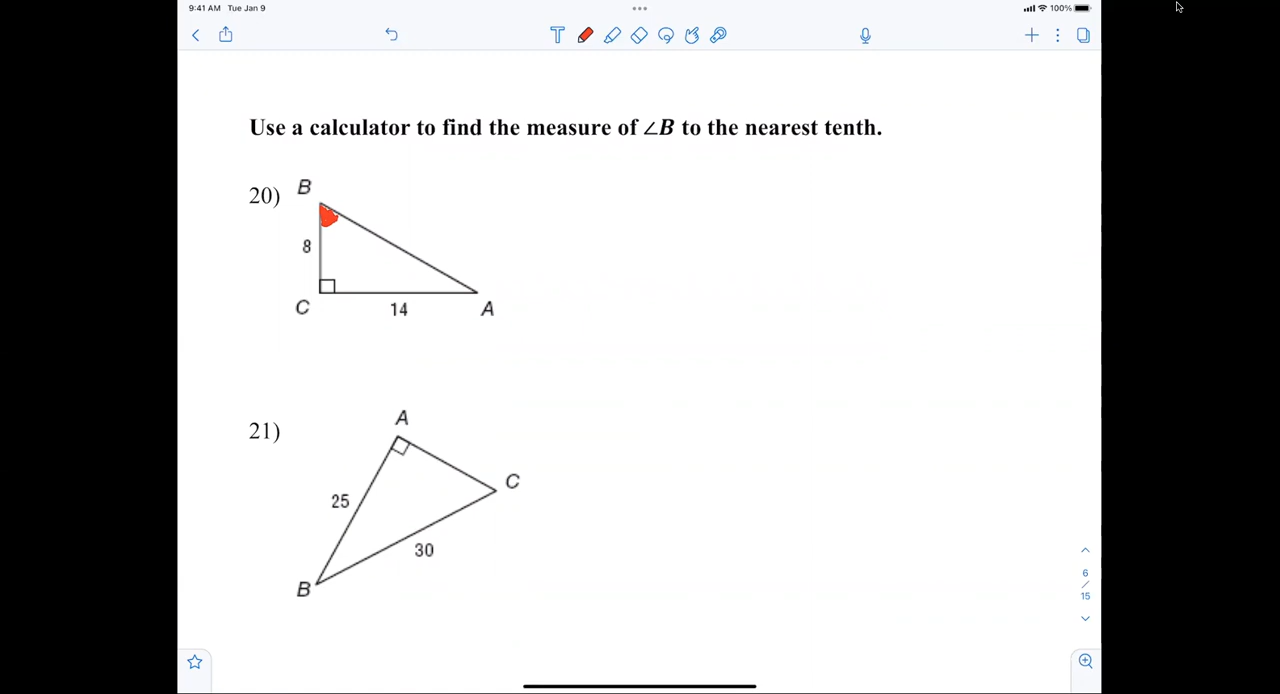 9:41 AM Tue Jan 9
100%
Use a calculator to find the measure of ∠B to the nearest tenth.
20)
B
8
C
14
A
21)
A
C
25
30
B
6
15